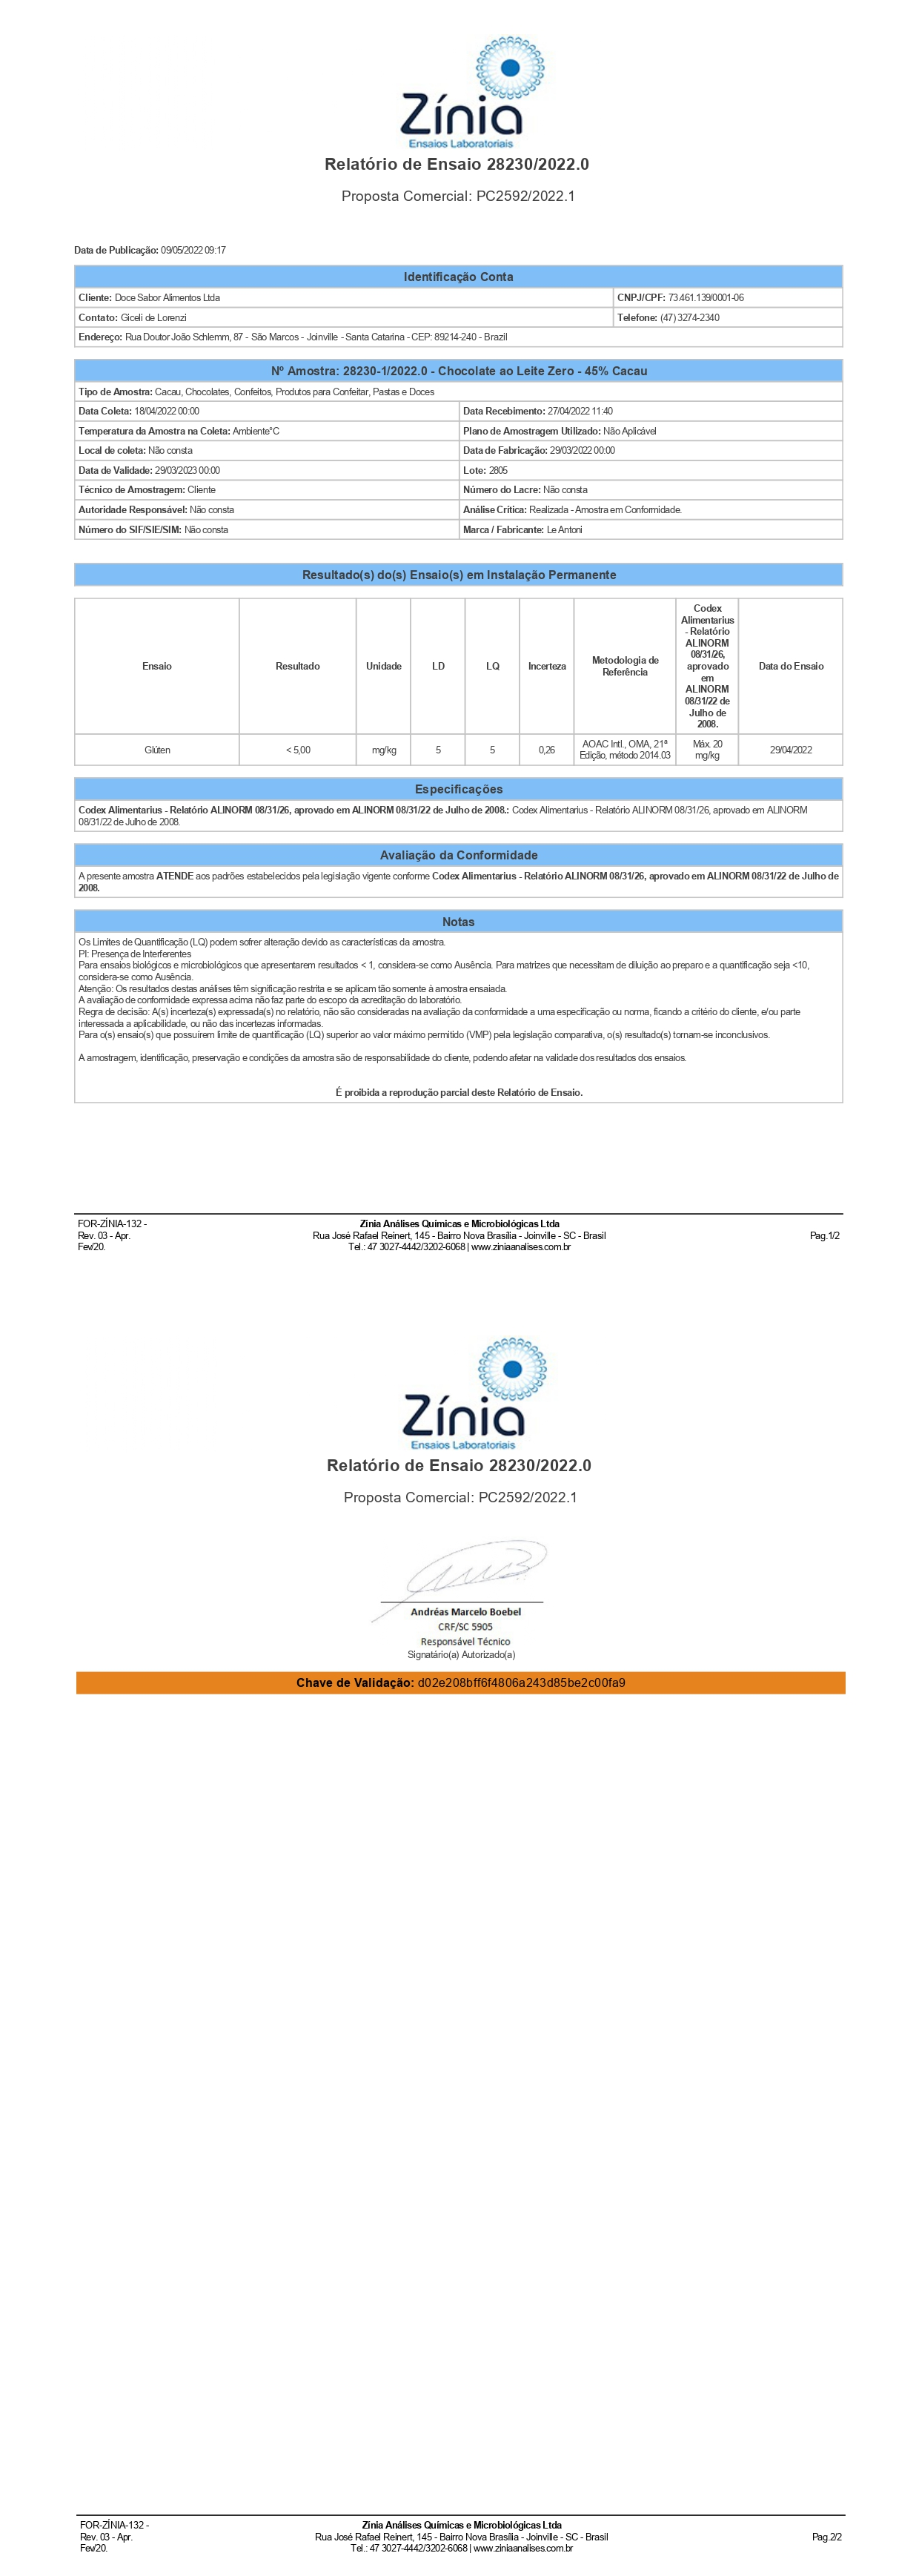 Zínia
Ensaios Laboratoriais
Relatório de Ensaio 28230/2022.0
Proposta Comercial: PC2592/2022.1
Data de Publicação: 09/05/2022 09:17
Identificação Conta
Cliente: Doce Sabor Alimentos Ltda CNPJ/CPF: 73.461.139/0001-06
Contato: Giceli de Lorenzi Telefone: (47) 3274-2340
Endereço: Rua Doutor João Schlemm, 87 - São Marcos - Joinville - Santa Catarina - CEP: 89214-240 - Brazil
Nº Amostra: 28230-1/2022.0 - Chocolate ao Leite Zero - 45% Cacau
Tipo de Amostra: Cacau, Chocolates, Confeitos, Produtos para Confeitar, Pastas e Doces
Data Coleta: 18/04/2022 00:00 Data Recebimento: 27/04/2022 11:40
Temperatura da Amostra na Coleta: Ambiente°C Plano de Amostragem Utilizado: Não Aplicável
Local de coleta: Não consta Data de Fabricação: 29/03/2022 00:00
Data de Validade: 29/03/2023 00:00 Lote: 2805
Técnico de Amostragem: Cliente Número do Lacre: Não consta
Autoridade Responsável: Não consta Análise Crítica: Realizada - Amostra em Conformidade.
Número do SIF/SIE/SIM: Não consta Marca / Fabricante: Le Antoni
Resultado(s) do(s) Ensaio(s) em Instalação Permanente
Ensaio Resultado Unidade LD LQ Incerteza
Metodologia de
Referência
Codex
Alimentarius
- Relatório
ALINORM
08/31/26,
aprovado
em
ALINORM
08/31/22 de
Julho de
2008.
Data do Ensaio
Glúten < 5,00 mg/kg 5 5 0,26
AOAC Intl., OMA, 21ª
Edição, método 2014.03
Máx. 20
mg/kg
29/04/2022
Especificações
Codex Alimentarius - Relatório ALINORM 08/31/26, aprovado em ALINORM 08/31/22 de Julho de 2008.: Codex Alimentarius - Relatório ALINORM 08/31/26, aprovado em ALINORM
08/31/22 de Julho de 2008.
Avaliação da Conformidade
A presente amostra ATENDE aos padrões estabelecidos pela legislação vigente conforme Codex Alimentarius - Relatório ALINORM 08/31/26, aprovado em ALINORM 08/31/22 de Julho de
2008.
Notas
Os Limites de Quantificação (LQ) podem sofrer alteração devido as características da amostra.
PI: Presença de Interferentes
Para ensaios biológicos e microbiológicos que apresentarem resultados < 1, considera-se como Ausência. Para matrizes que necessitam de diluição ao preparo e a quantificação seja <10,
considera-se como Ausência.
Atenção: Os resultados destas análises têm significação restrita e se aplicam tão somente à amostra ensaiada.
A avaliação de conformidade expressa acima não faz parte do escopo da acreditação do laboratório.
Regra de decisão: A(s) incerteza(s) expressada(s) no relatório, não são consideradas na avaliação da conformidade a uma especificação ou norma, ficando a critério do cliente, e/ou parte
interessada a aplicabilidade, ou não das incertezas informadas.
Para o(s) ensaio(s) que possuírem limite de quantificação (LQ) superior ao valor máximo permitido (VMP) pela legislação comparativa, o(s) resultado(s) tornam-se inconclusivos.
A amostragem, identificação, preservação e condições da amostra são de responsabilidade do cliente, podendo afetar na validade dos resultados dos ensaios.
É proibida a reprodução parcial deste Relatório de Ensaio.
FOR-ZÍNIA-132 - Zínia Análises Químicas e Microbiológicas Ltda
Rev. 03 - Apr. Rua José Rafael Reinert, 145 - Bairro Nova Brasília - Joinville - SC - Brasil Pag.1/2
Fev/20. Tel.: 47 3027-4442/3202-6068 | www.ziniaanalises.com.br
Zínia
Ensaios Laboratoriais
Relatório de Ensaio 28230/2022.0
Proposta Comercial: PC2592/2022.1
Andréas Marcelo Boebel
CRF/SC 5905
Responsável Técnico
Signatário(a) Autorizado(a)
Chave de Validação: d02e208bff6f4806a243d85be2c00fa9
FOR-ZÍNIA-132 - Zínia Análises Químicas e Microbiológicas Ltda
Rev. 03 - Apr. Rua José Rafael Reinert, 145 - Bairro Nova Brasília - Joinville - SC - Brasil Pag.2/2
Fev/20. Tel.: 47 3027-4442/3202-6068 | www.ziniaanalises.com.br